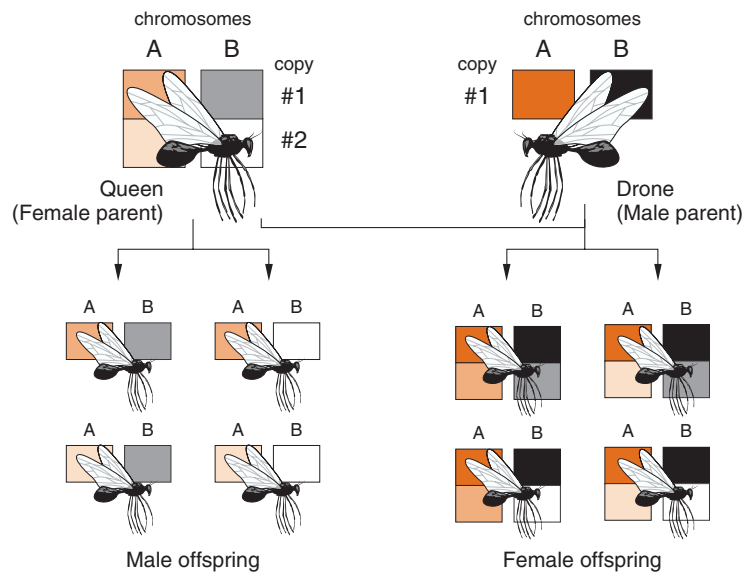 chromosomes
A B
copy
#1
#2
Queen
(Female parent)
chromosomes
A B
copy
#1
Drone
(Male parent)
A B
A B
A B
A B
Male offspring
A B
A B
A B
A B
Female offspring